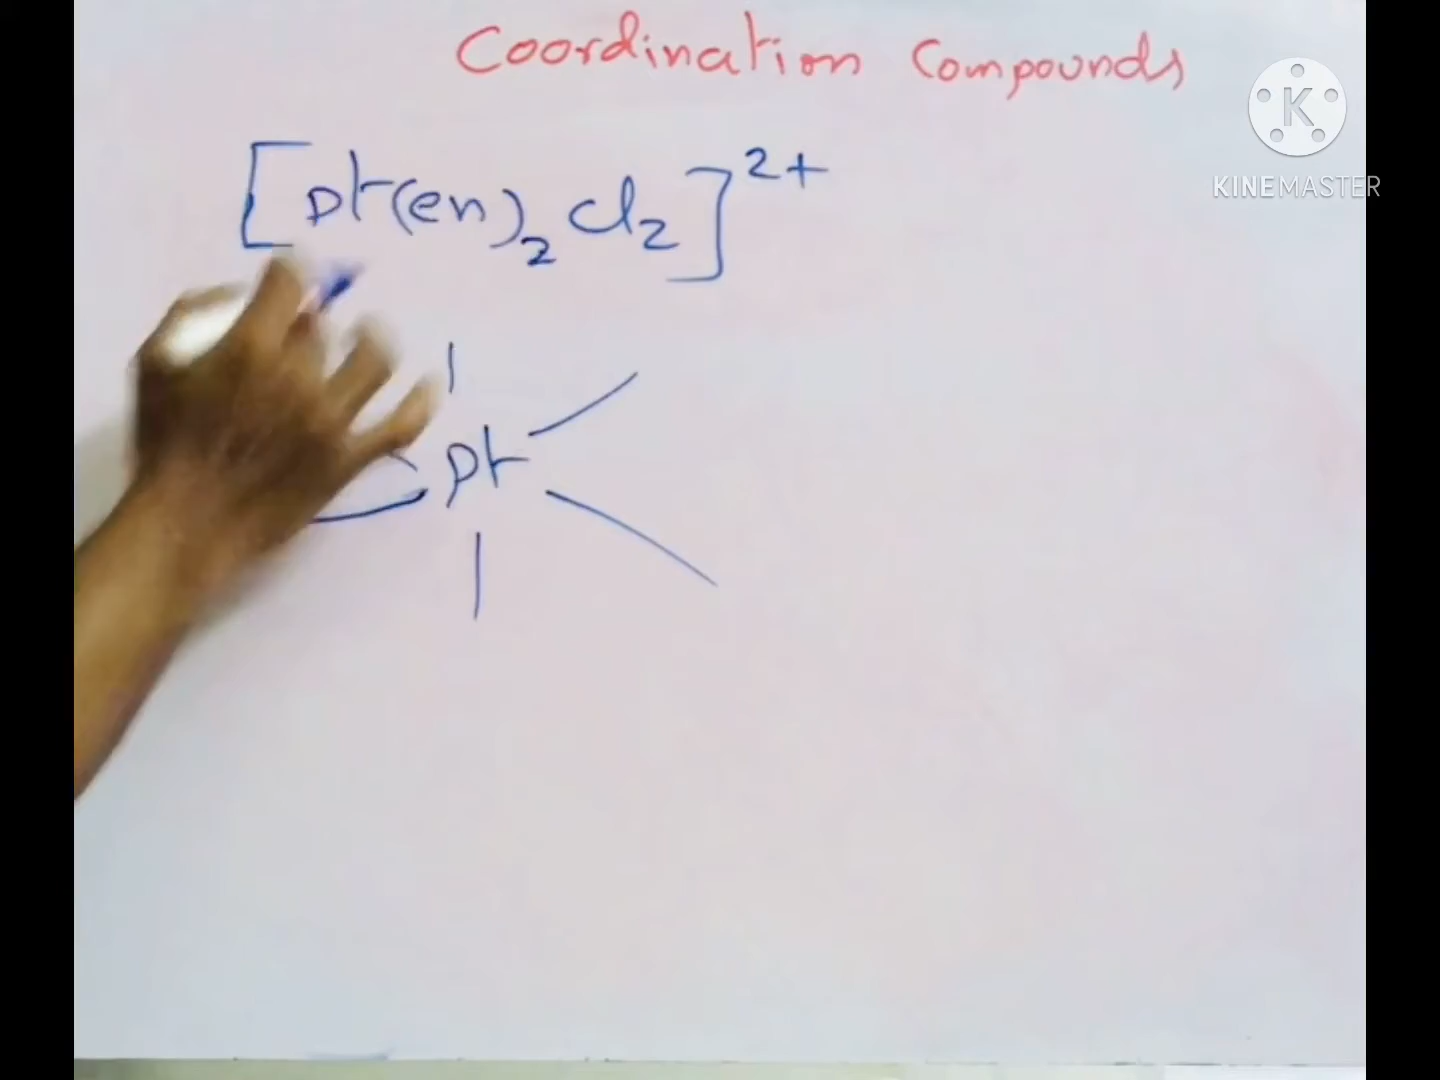 Coordination Compounds
K
KINEMASTER
[Pt(en)₂Cl₂]²⁺
Pt